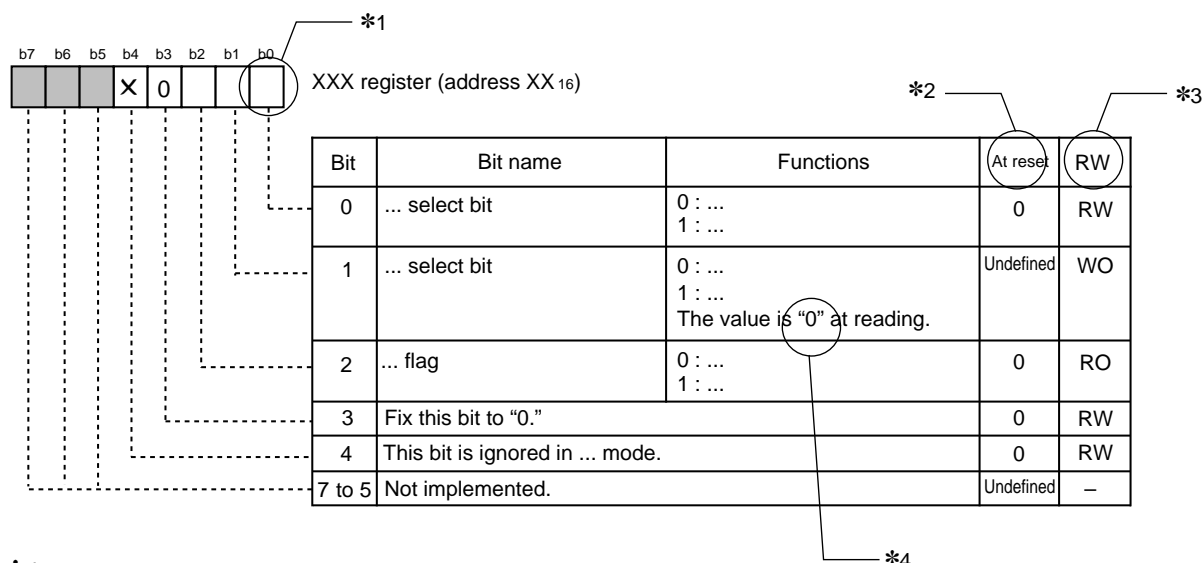 ✽1
b7 b6 b5 b4 b3 b2 b1 b0
X 0
XXX register (address XX16)
✽2
✽3
Bit Bit name Functions At reset RW
0 ... select bit 0 : ... 0 RW
1 : ...
1 ... select bit 0 : ... Undefined WO
1 : ...
The value is “0” at reading.
2 ... flag 0 : ... 0 RO
1 : ...
3 Fix this bit to “0.” 0 RW
4 This bit is ignored in ... mode. 0 RW
7 to 5 Not implemented. Undefined –
✽4